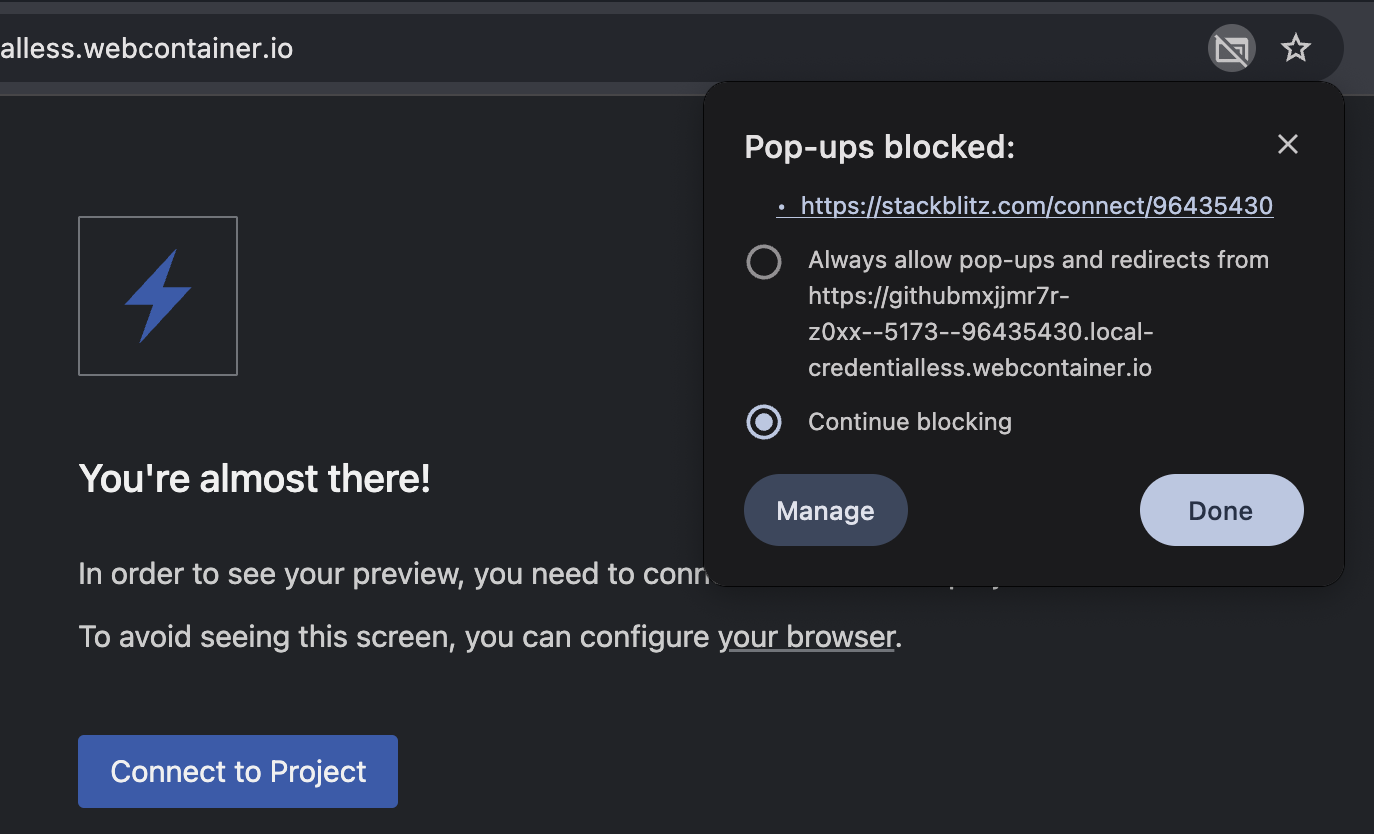 alless.webcontainer.io
Pop-ups blocked:
• https://stackblitz.com/connect/96435430
Always allow pop-ups and redirects from
https://githubmxjjmr7r-
z0xx--5173--96435430.local-
credentialless.webcontainer.io
Continue blocking
Manage
Done
You're almost there!
In order to see your preview, you need to
To avoid seeing this screen, you can configure your browser.
Connect to Project